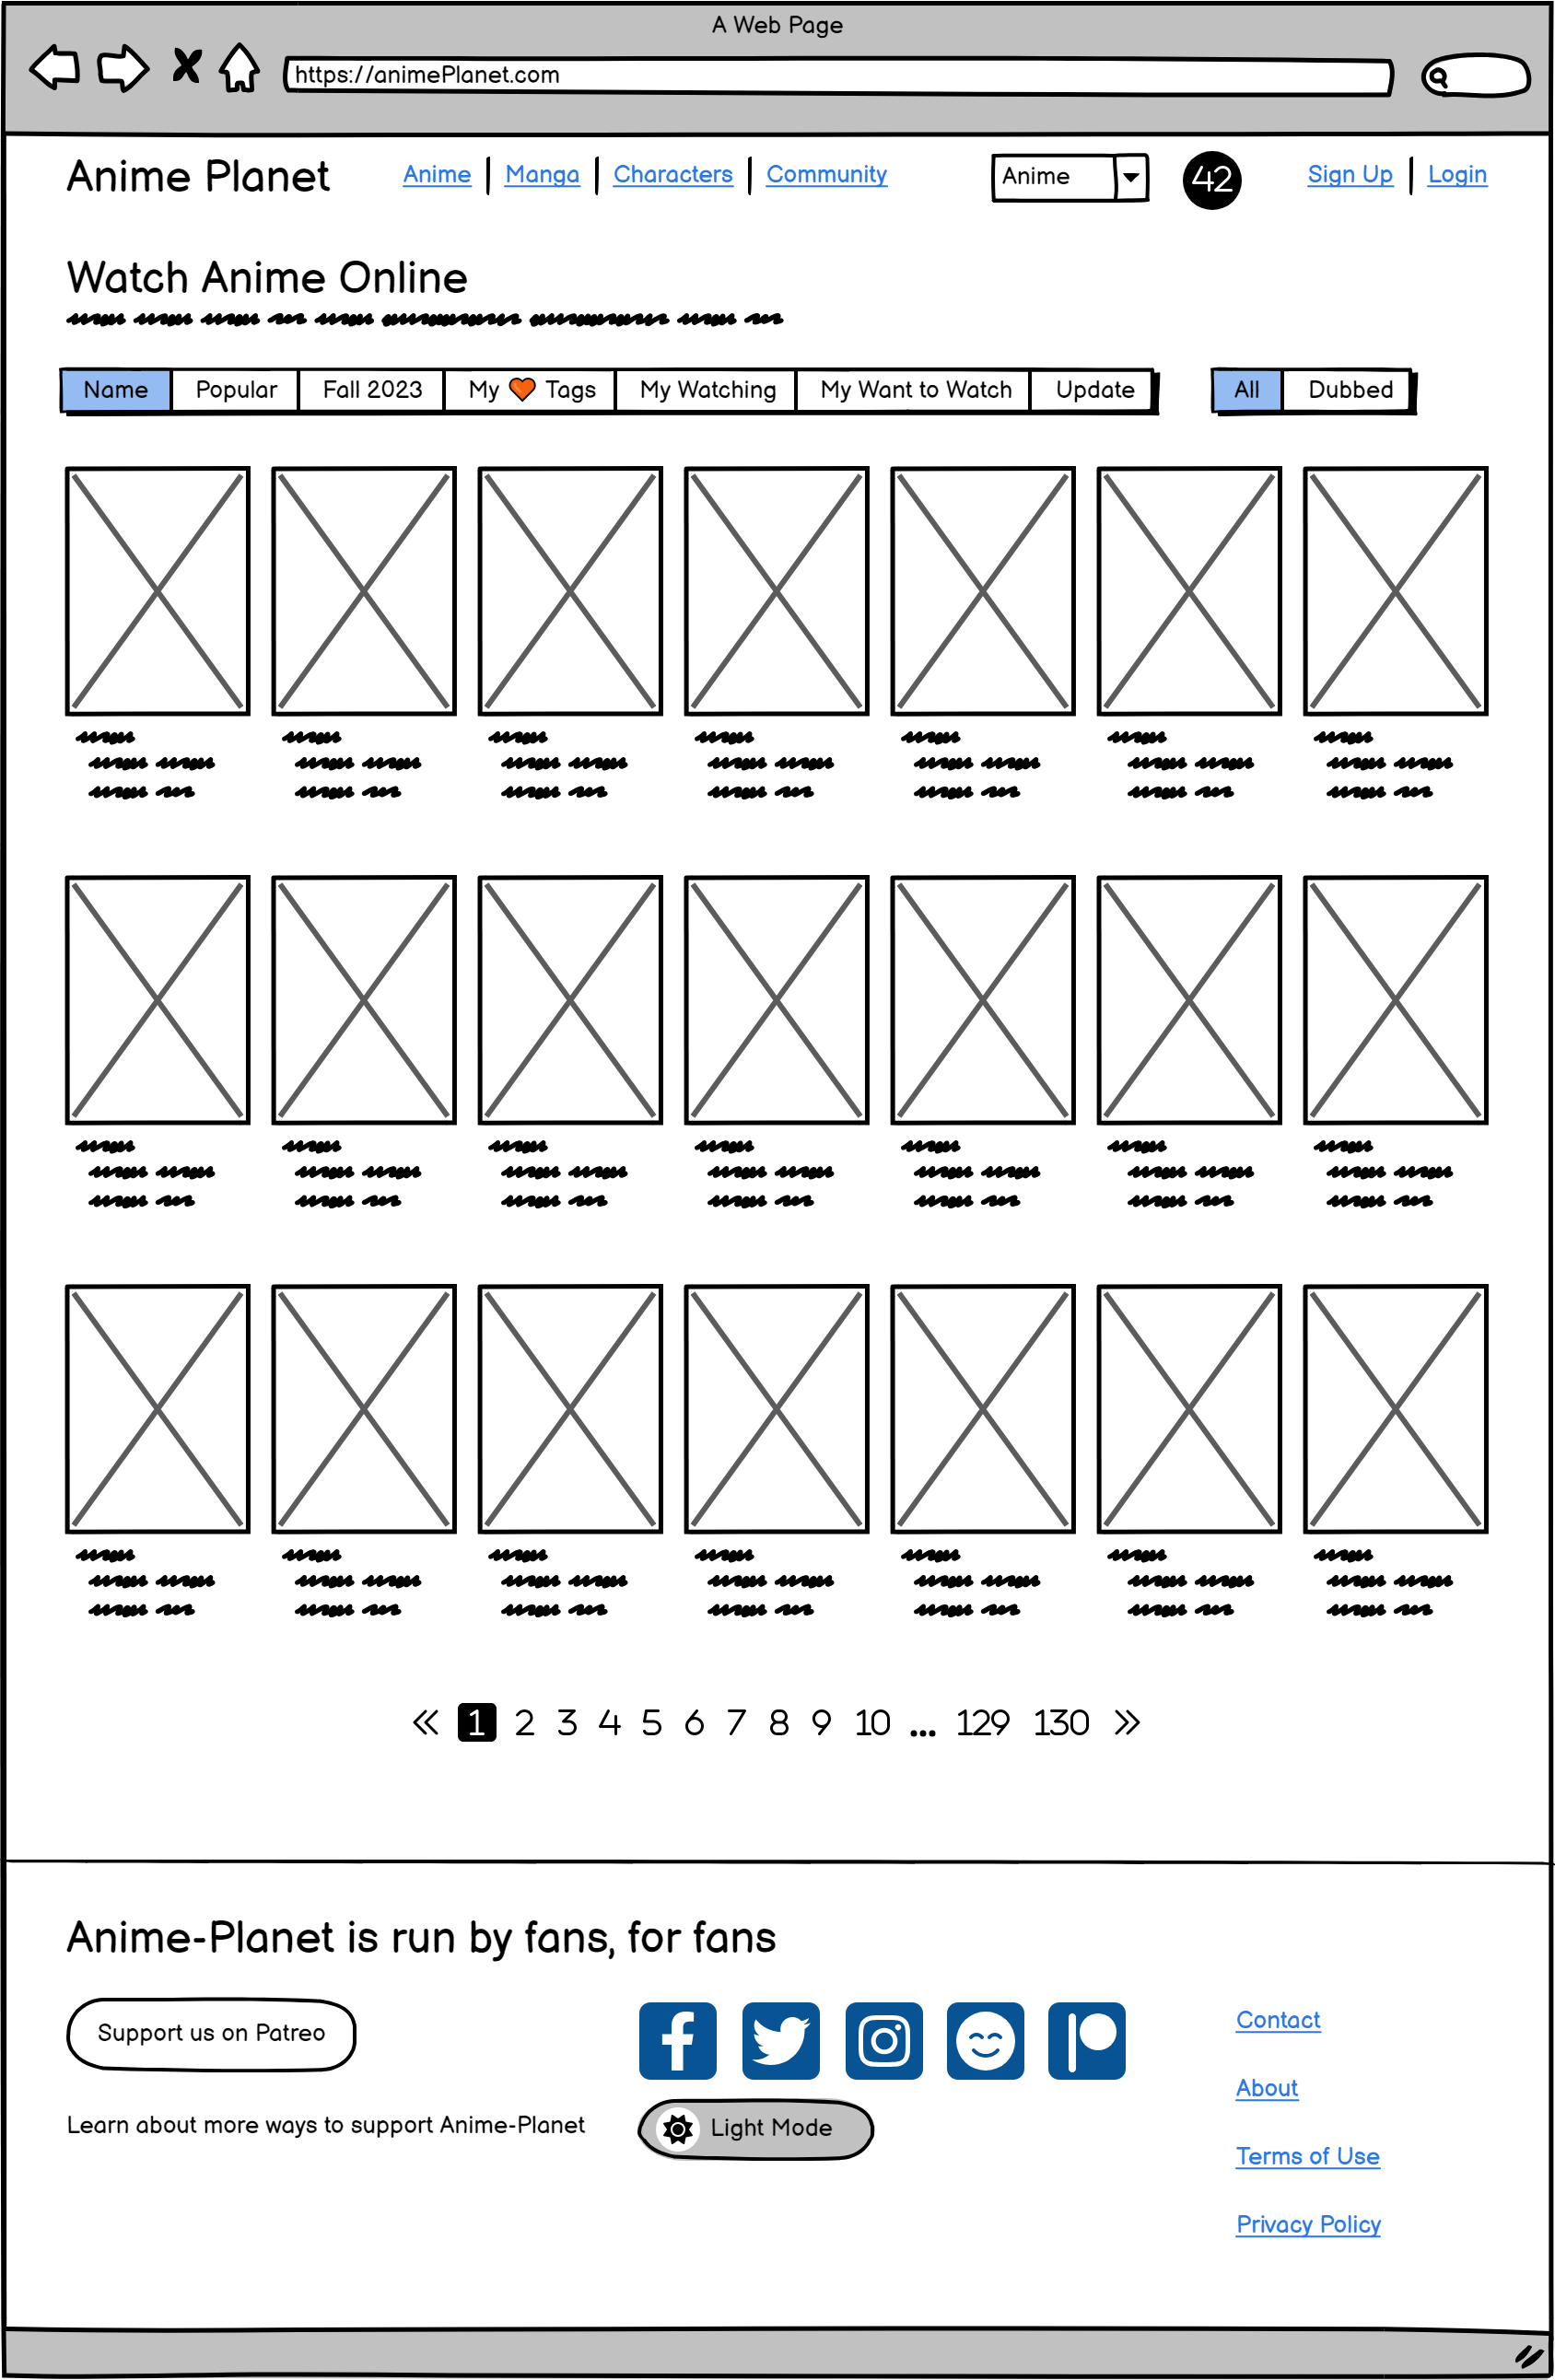 A Web Page
https://animePlanet.com
Anime Planet Anime Manga Characters Community Anime 42 Sign Up Login
Watch Anime Online
Name Popular Fall 2023 My 🧡 Tags My Watching My Want to Watch Update All Dubbed
« 1 2 3 4 5 6 7 8 9 10 ... 129 130 »
Anime-Planet is run by fans, for fans
Support us on Patreo
Learn about more ways to support Anime-Planet
Light Mode
Contact
About
Terms of Use
Privacy Policy